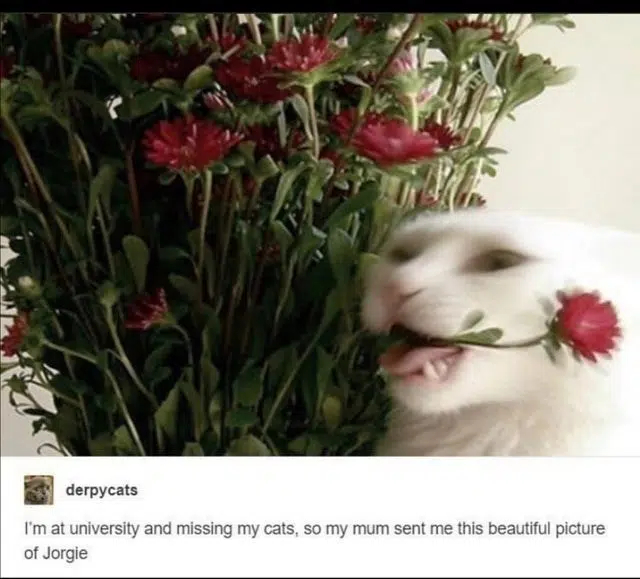 derpycats
I'm at university and missing my cats, so my mum sent me this beautiful picture
of Jorgie